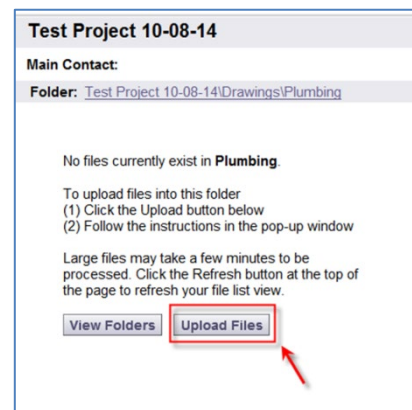 Test Project 10-08-14
Main Contact:
Folder: Test Project 10-08-14\Drawings\Plumbing
No files currently exist in Plumbing.
To upload files into this folder
(1) Click the Upload button below
(2) Follow the instructions in the pop-up window
Large files may take a few minutes to be
processed. Click the Refresh button at the top of
the page to refresh your file list view.
View Folders Upload Files